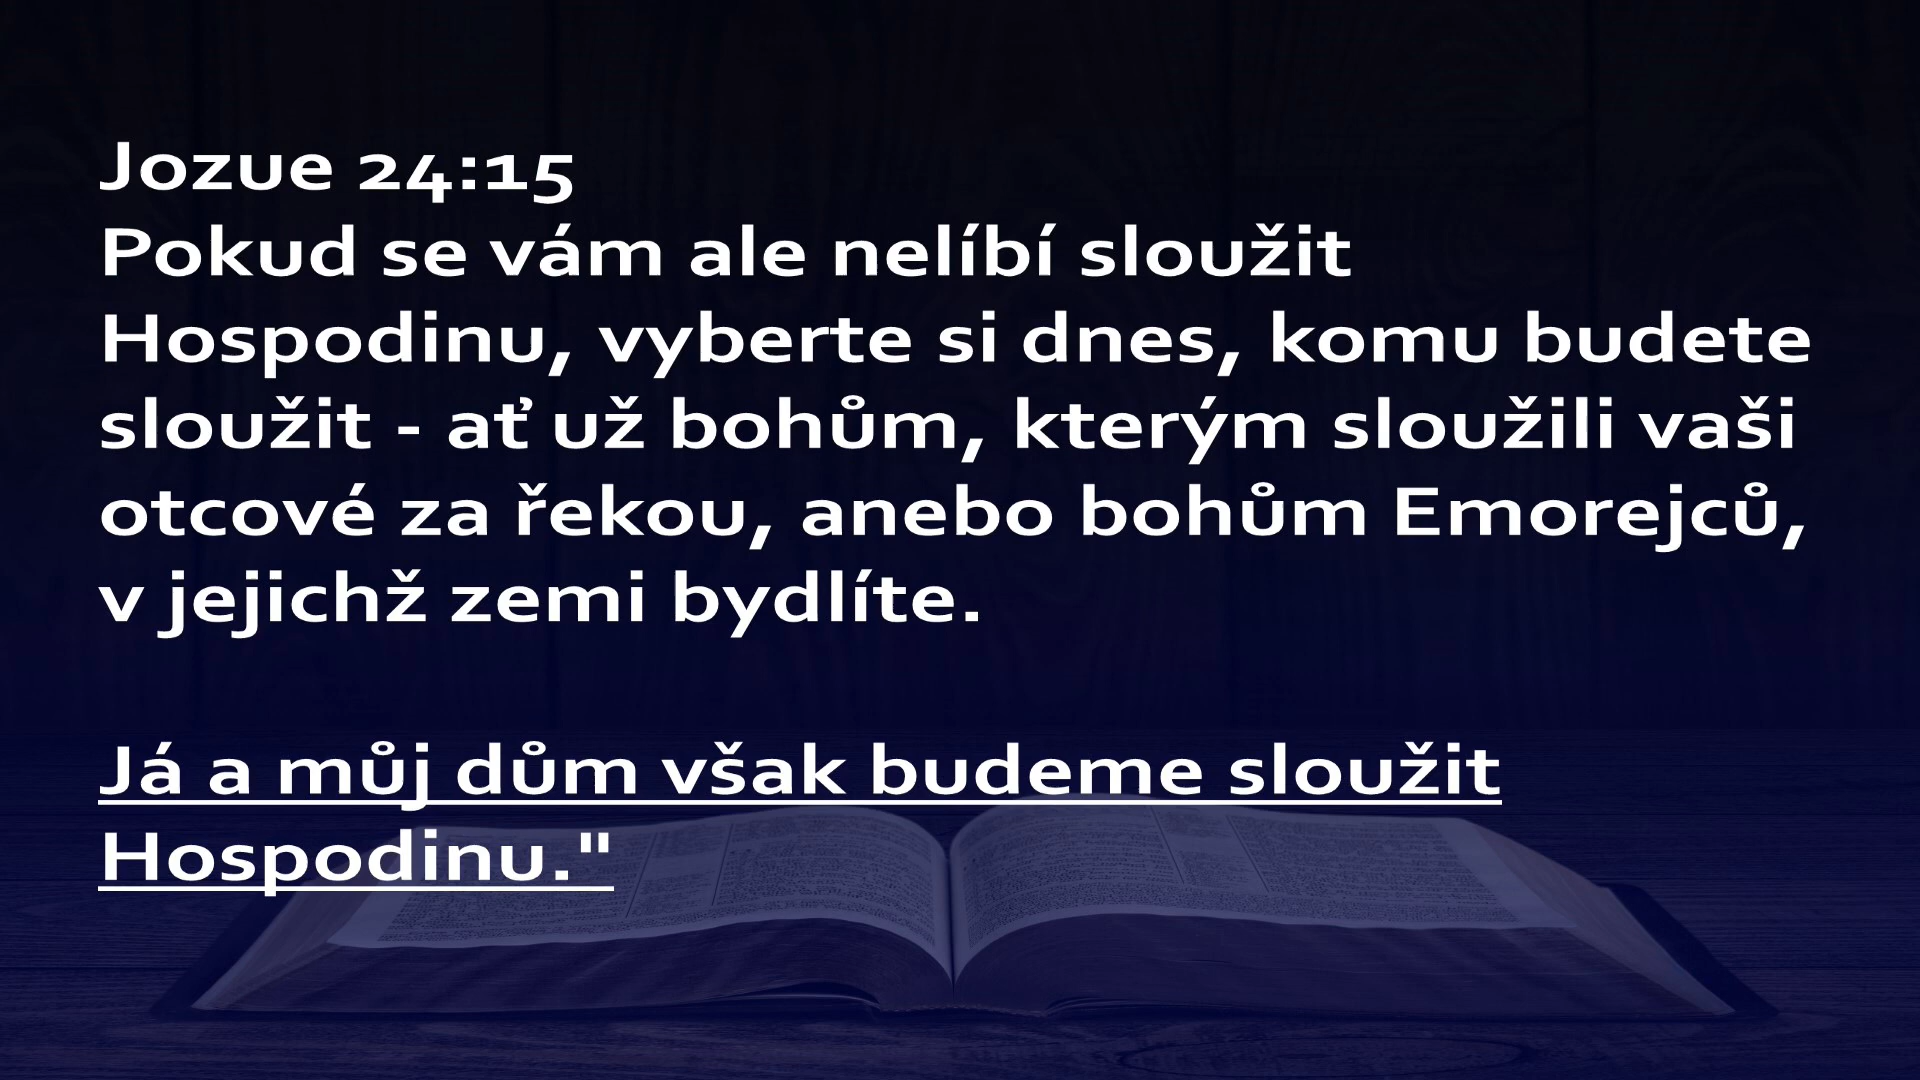 Jozue 24:15
Pokud se vám ale nelíbí sloužit
Hospodinu, vyberte si dnes, komu budete
sloužit - ať už bohům, kterým sloužili vaši
otcové za řekou, anebo bohům Emorejců,
v jejichž zemi bydlíte.
Já a můj dům však budeme sloužit
Hospodinu."